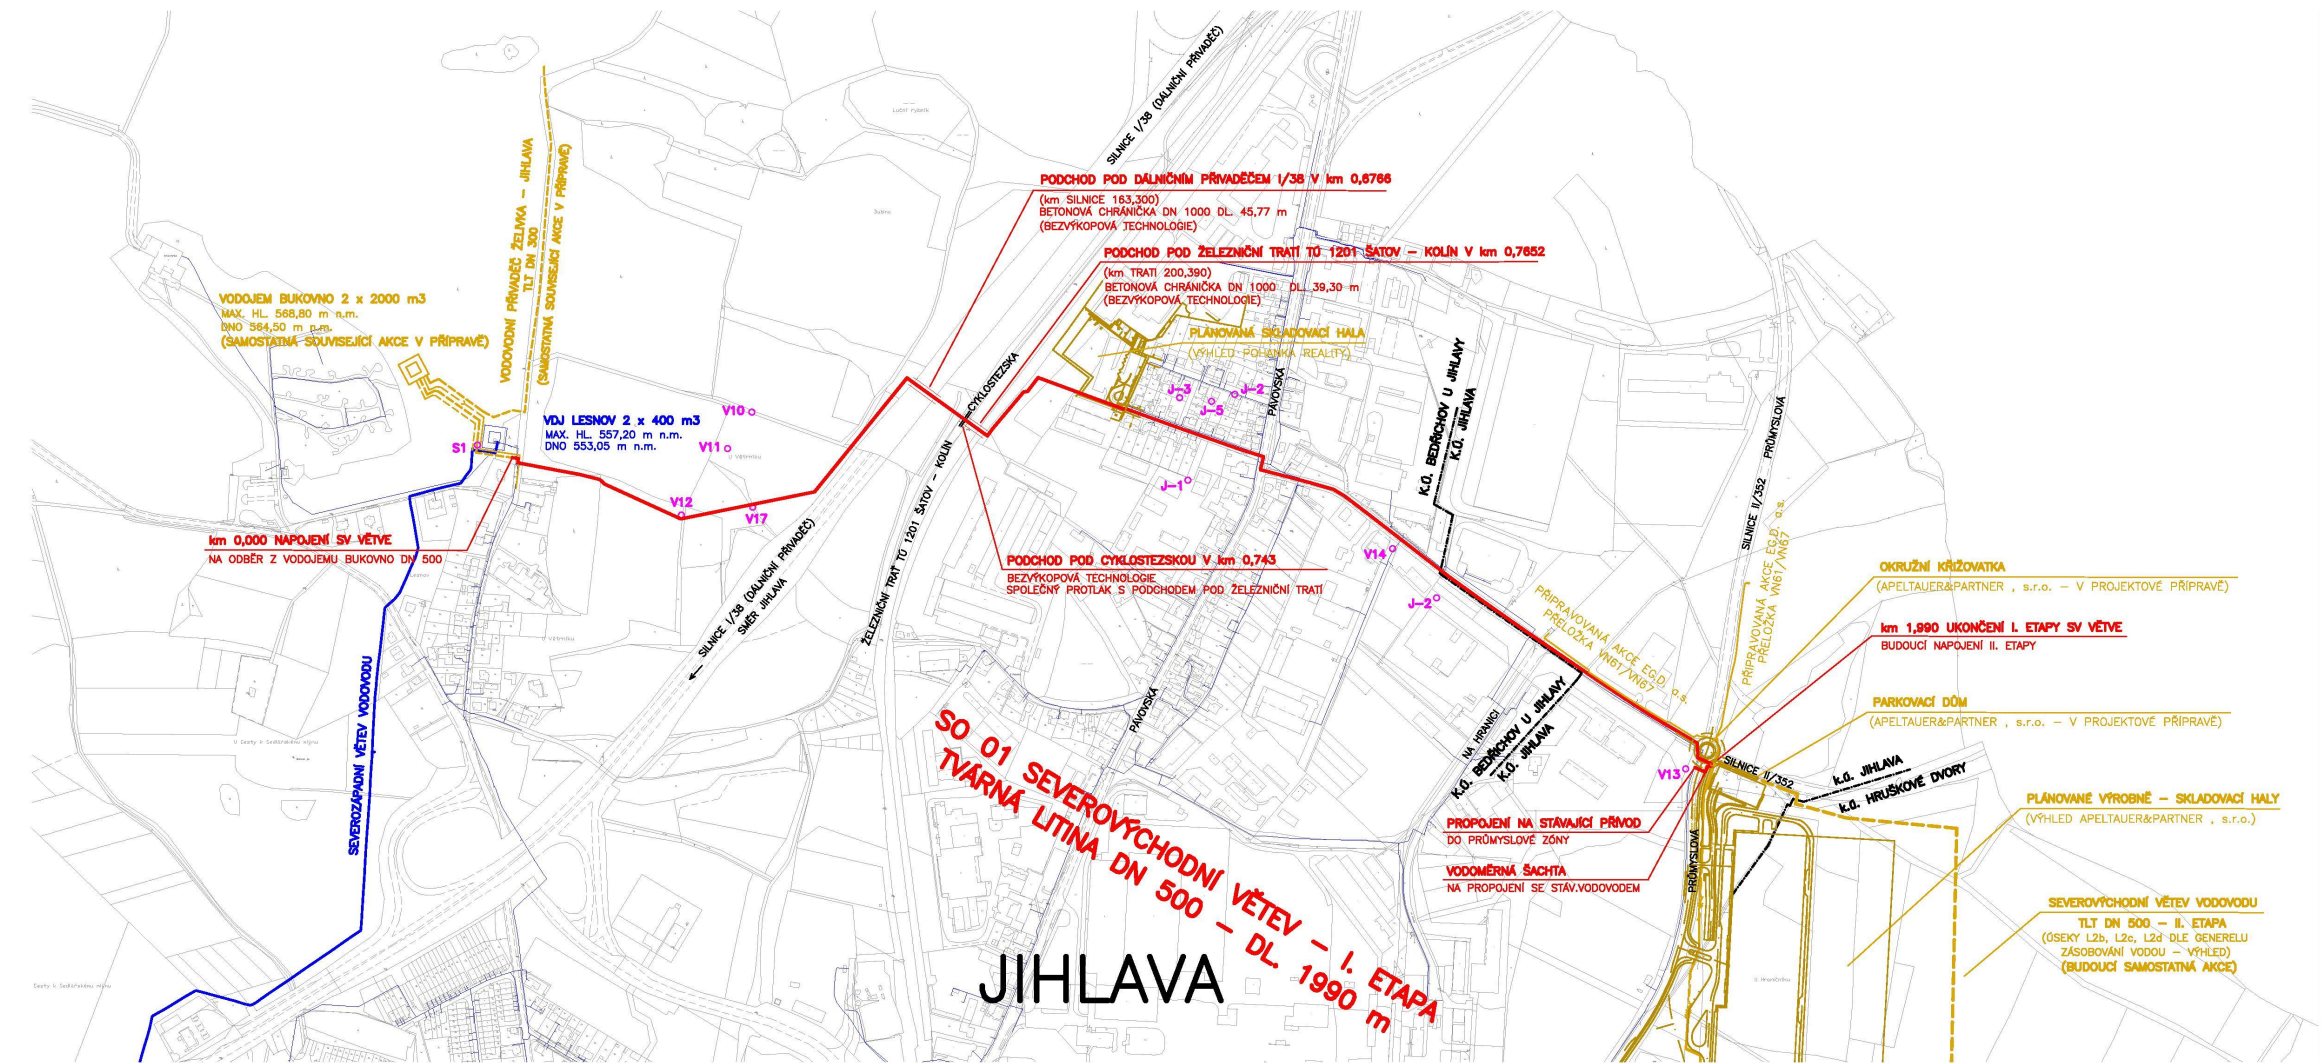 SILNICE I/38 (DÁLNIČNÍ PŘIVADĚČ)
Luční rybník
VODOVODNÍ PŘIVADĚČ ŽELIVKA – JIHLAVA
TLT DN 300
(SAMOSTATNÁ SOUVISEJÍCÍ AKCE V PŘÍPRAVĚ)
PODCHOD POD DÁLNIČNÍM PŘIVADĚČEM I/38 V km 0,6766
(km SILNICE 163,300)
BETONOVÁ CHRÁNIČKA DN 1000 DL. 45,77 m
(BEZVÝKOPOVÁ TECHNOLOGIE)
PODCHOD POD ŽELEZNIČNÍ TRATÍ TÚ 1201 ŠATOV – KOLÍN V km 0,7652
(km TRATI 200,390)
BETONOVÁ CHRÁNIČKA DN 1000 DL. 39,30 m
(BEZVÝKOPOVÁ TECHNOLOGIE)
VODOJEM BUKOVNO 2 x 2000 m3
MAX. HL. 568,80 m n.m.
DNO 564,50 m n.m.
(SAMOSTATNÁ SOUVISEJÍCÍ AKCE V PŘÍPRAVĚ)
PLÁNOVANÁ SKLADOVACÍ HALA
(VÝHLED POHANKA REALITY)
CYKLOSTEZSKA
PÁVOVSKÁ
J-3
J-5
J-2
K.Ú. BEDŘICHOV U JIHLAVY
K.Ú. JIHLAVA
PRŮMYSLOVÁ
SILNICE II/352
VDJ LESNOV 2 x 400 m3
MAX. HL. 557,20 m n.m.
DNO 553,05 m n.m.
S1
V10
V11
U Větrníku
V12
V17
J-1
V14
J-2
ŽELEZNIČNÍ TRAŤ TÚ 1201 ŠATOV – KOLÍN
SILNICE I/38 (DÁLNIČNÍ PŘIVADĚČ)
SMĚR JIHLAVA
km 0,000 NAPOJENÍ SV VĚTVE
NA ODBĚR Z VODOJEMU BUKOVNO DN 500
Lesnov
U Větrníku
PODCHOD POD CYKLOSTEZSKOU V km 0,743
BEZVÝKOPOVÁ TECHNOLOGIE
SPOLEČNÝ PROTLAK S PODCHODEM POD ŽELEZNIČNÍ TRATÍ
PŘIPRAVOVANÁ AKCE EG.D, a.s.
PŘELOŽKA VN61/VN67
PŘIPRAVOVANÁ AKCE EG.D, a.s.
PŘELOŽKA VN61/VN67
OKRUŽNÍ KŘIŽOVATKA
(APELTAUER&PARTNER , s.r.o. – V PROJEKTOVÉ PŘÍPRAVĚ)
km 1,990 UKONČENÍ I. ETAPY SV VĚTVE
BUDOUCÍ NAPOJENÍ II. ETAPY
PARKOVACÍ DŮM
(APELTAUER&PARTNER , s.r.o. – V PROJEKTOVÉ PŘÍPRAVĚ)
SEVEROZÁPADNÍ VĚTEV VODOVODU
PÁVOVSKÁ
NA HRANICI
K.Ú. BEDŘICHOV U JIHLAVY
K.Ú. JIHLAVA
V13
SILNICE II/352
k.ú. JIHLAVA
k.ú. HRUŠKOVÉ DVORY
PLÁNOVANÉ VÝROBNĚ – SKLADOVACÍ HALY
(VÝHLED APELTAUER&PARTNER , s.r.o.)
PROPOJENÍ NA STÁVAJÍCÍ PŘÍVOD
DO PRŮMYSLOVÉ ZÓNY
VODOMĚRNÁ ŠACHTA
NA PROPOJENÍ SE STÁV.VODOVODEM
PRŮMYSLOVÁ
SO 01 SEVEROVÝCHODNÍ VĚTEV – I. ETAPA
TVÁRNÁ LITINA DN 500 – DL. 1990 m
SEVEROVÝCHODNÍ VĚTEV VODOVODU
TLT DN 500 – II. ETAPA
(ÚSEKY L2b, L2c, L2d DLE GENERELU
ZÁSOBOVÁNÍ VODOU – VÝHLED)
(BUDOUCÍ SAMOSTATNÁ AKCE)
JIHLAVA